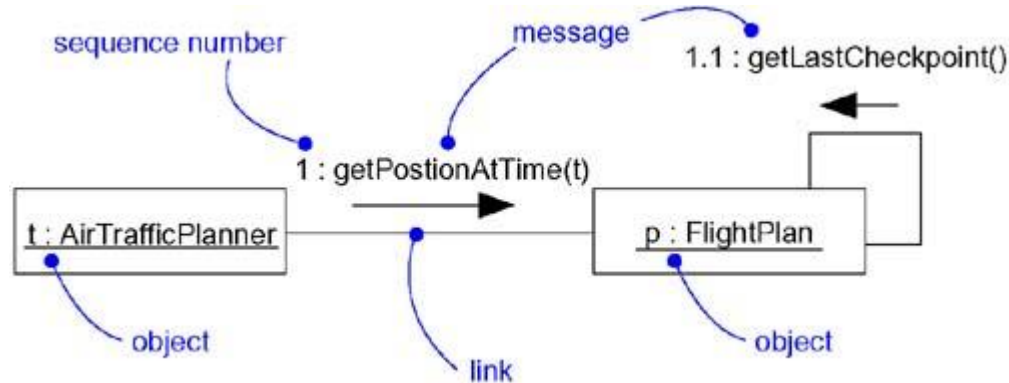 sequence number
message
1.1 : getLastCheckpoint()
1 : getPostionAtTime(t)
t : AirTrafficPlanner
p : FlightPlan
object
link
object